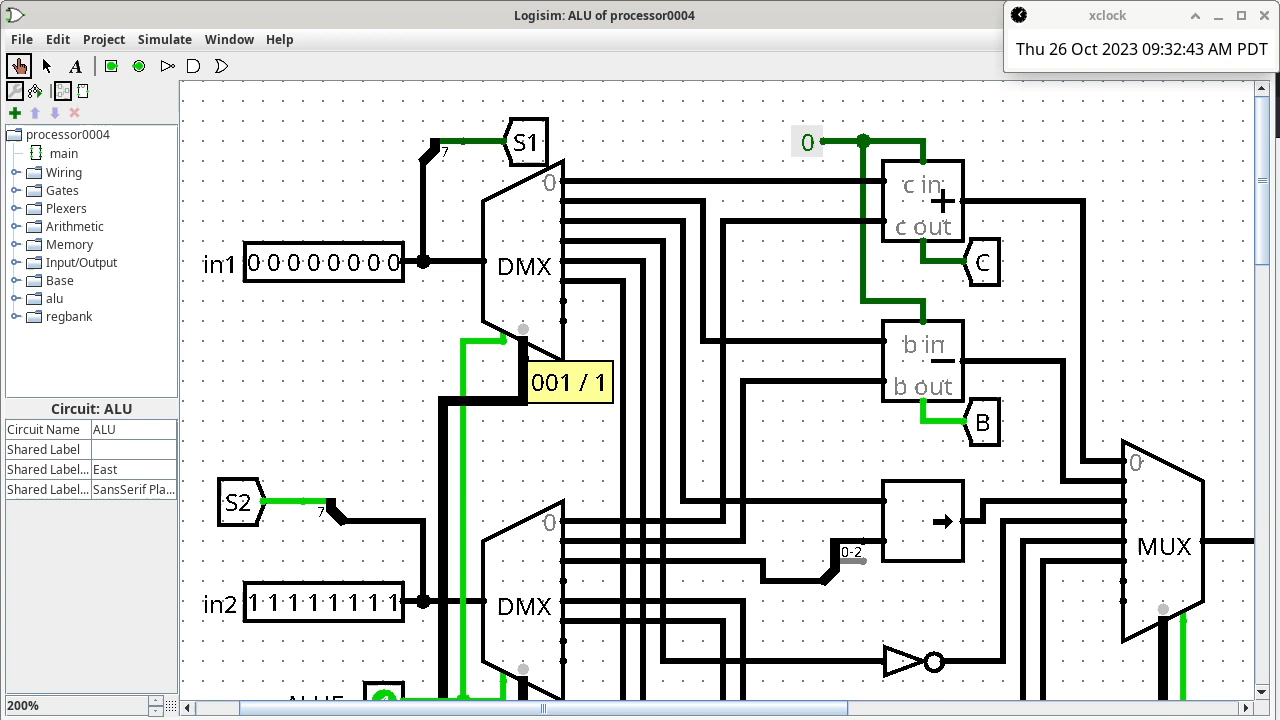 Logisim: ALU of processor0004
xclock
Thu 26 Oct 2023 09:32:43 AM PDT
File Edit Project Simulate Window Help
A
processor0004
main
Wiring
Gates
Plexers
Arithmetic
Memory
Input/Output
Base
alu
regbank
Circuit: ALU
Circuit Name ALU
Shared Label
Shared Label... East
Shared Label... SansSerif Pla...
200%
S1
7
0
0
c in
+
c out
in1 0 0 0 0 0 0 0 0
DMX
C
b in
b out
001 / 1
B
0
S2
7
0
0-2
MUX
in2 1 1 1 1 1 1 1 1
DMX